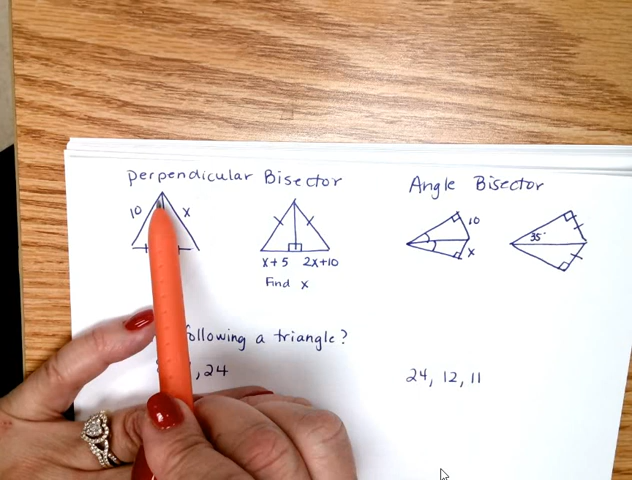 Perpendicular Bisector
10 x
x+5 2x+10
Find x
Angle Bisector
10
x
35°
following a triangle?
, 24
24, 12, 11